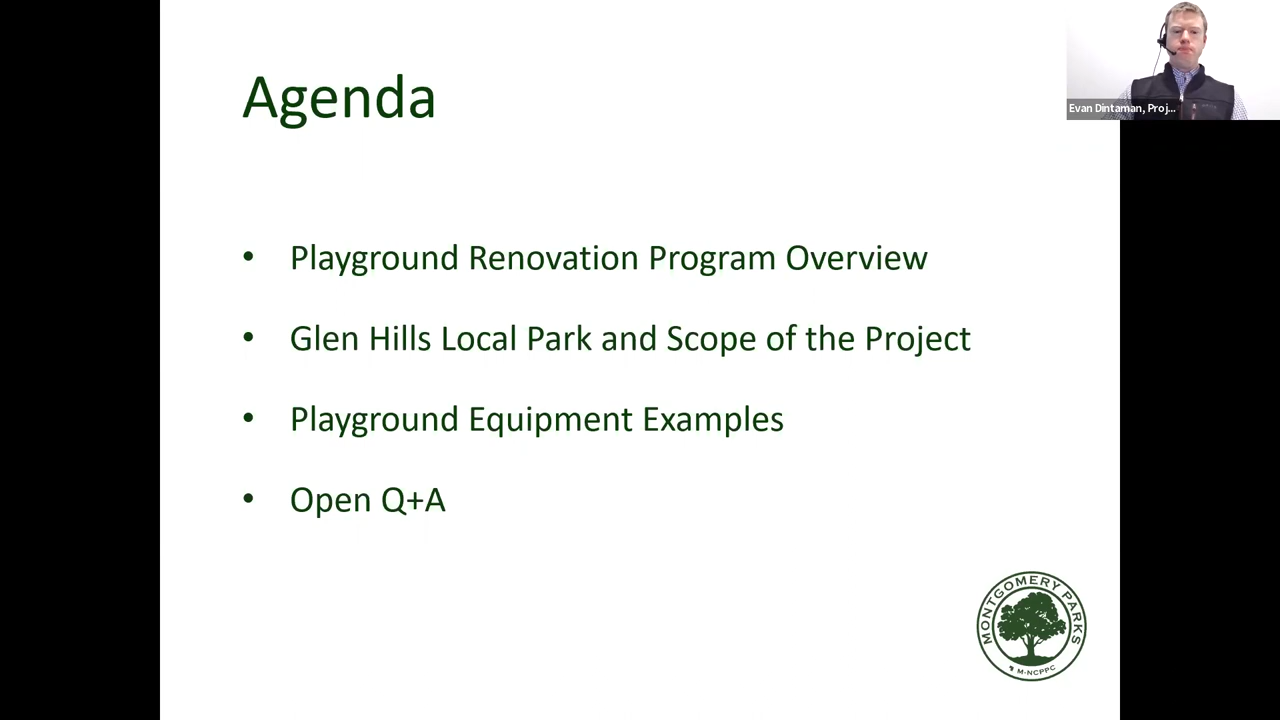 Agenda
Evan Dintaman, Proj...
• Playground Renovation Program Overview
• Glen Hills Local Park and Scope of the Project
• Playground Equipment Examples
• Open Q+A
MONTGOMERY PARKS
M-NCPPC